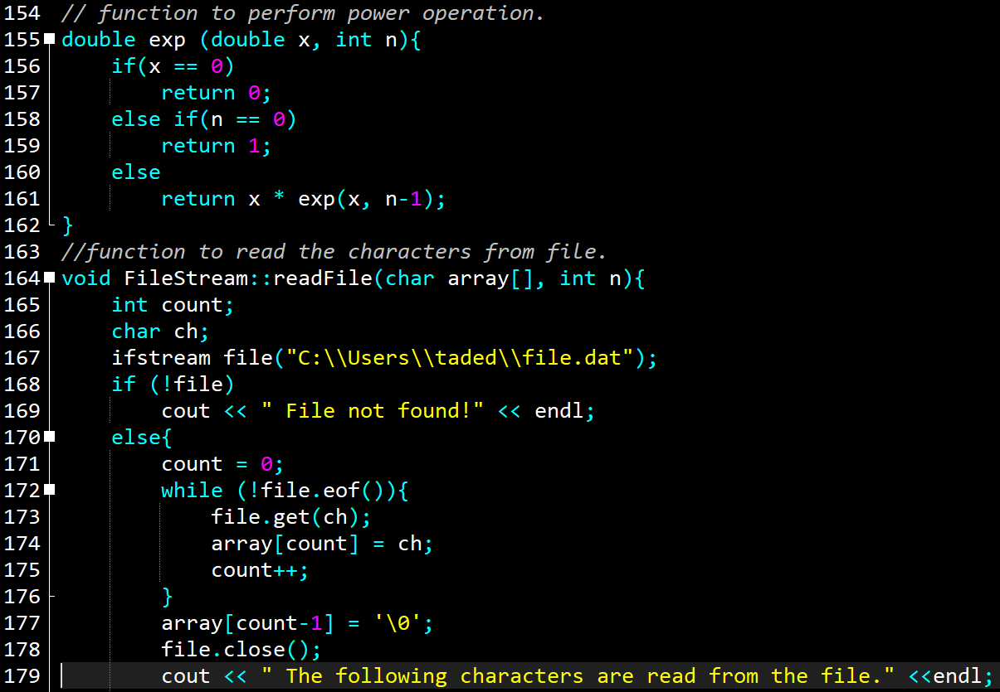 154 // function to perform power operation.
155 double exp (double x, int n){
156     if(x == 0)
157         return 0;
158     else if(n == 0)
159         return 1;
160     else
161         return x * exp(x, n-1);
162 }
163 //function to read the characters from file.
164 void FileStream::readFile(char array[], int n){
165     int count;
166     char ch;
167     ifstream file("C:\\Users\\taded\\file.dat");
168     if (!file)
169         cout << " File not found!" << endl;
170     else{
171         count = 0;
172         while (!file.eof()){
173             file.get(ch);
174             array[count] = ch;
175             count++;
176         }
177         array[count-1] = '\0';
178         file.close();
179         cout << " The following characters are read from the file." <<endl;